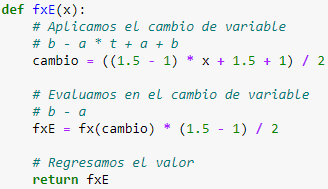 def fxE(x):
    # Aplicamos el cambio de variable
    # b - a * t + a + b
    cambio = ((1.5 - 1) * x + 1.5 + 1) / 2
    # Evaluamos en el cambio de variable
    # b - a
    fxE = fx(cambio) * (1.5 - 1) / 2
    # Regresamos el valor
    return fxE